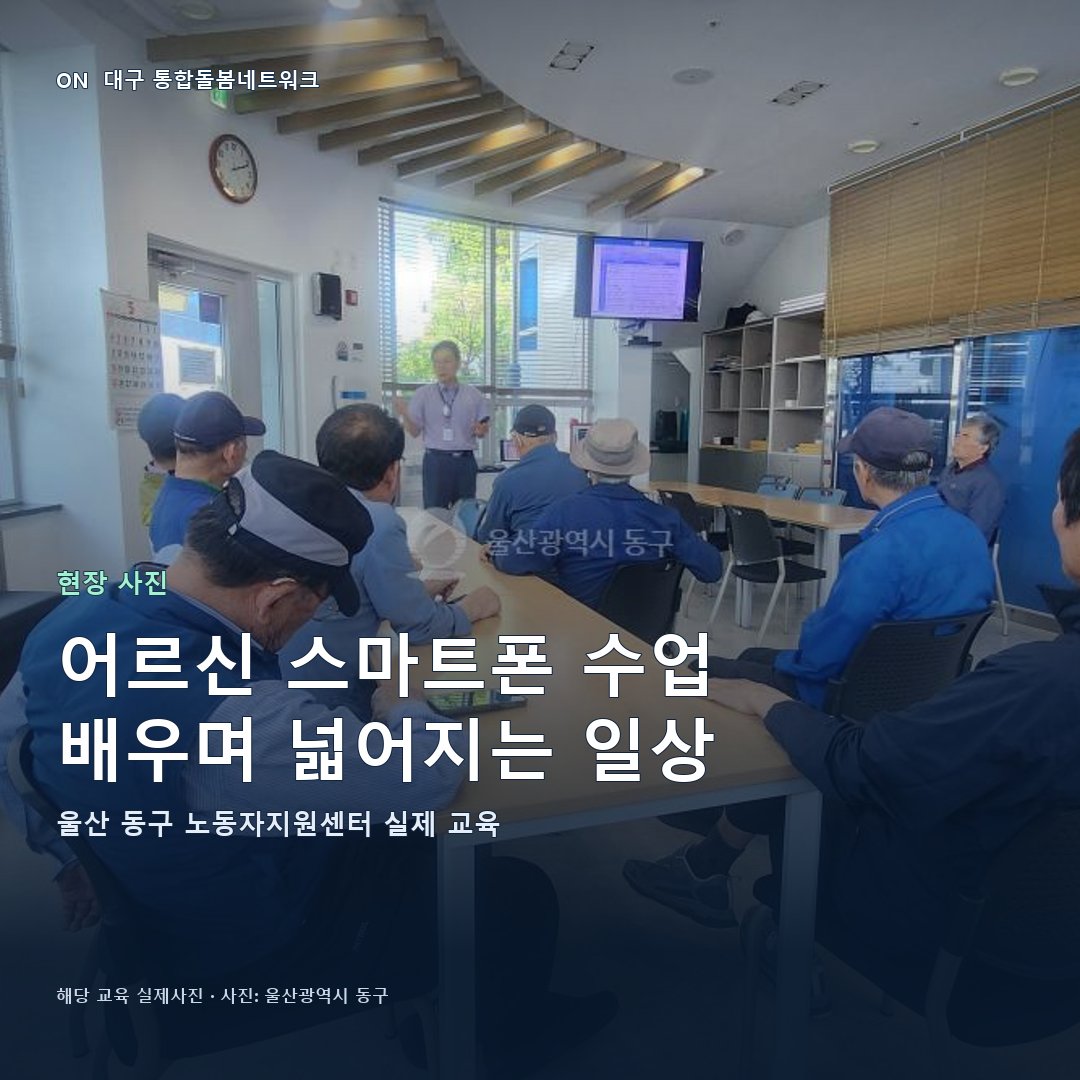 ON 대구 통합돌봄네트워크
울산광역시 동구
현장 사진
어르신 스마트폰 수업
배우며 넓어지는 일상
울산 동구 노동자지원센터 실제 교육
해당 교육 실제사진 · 사진: 울산광역시 동구